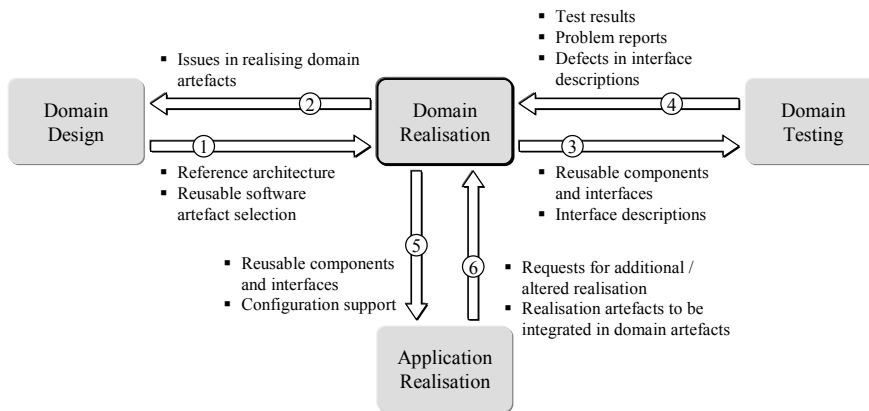 ▪ Test results
▪ Problem reports
▪ Defects in interface
descriptions
▪ Issues in realising domain
artefacts
Domain
Design
2
Domain
Realisation
4
Domain
Testing
1
3
▪ Reference architecture
▪ Reusable software
artefact selection
▪ Reusable components
and interfaces
▪ Interface descriptions
5
6
▪ Reusable components
and interfaces
▪ Configuration support
▪ Requests for additional /
altered realisation
▪ Realisation artefacts to be
integrated in domain artefacts
Application
Realisation